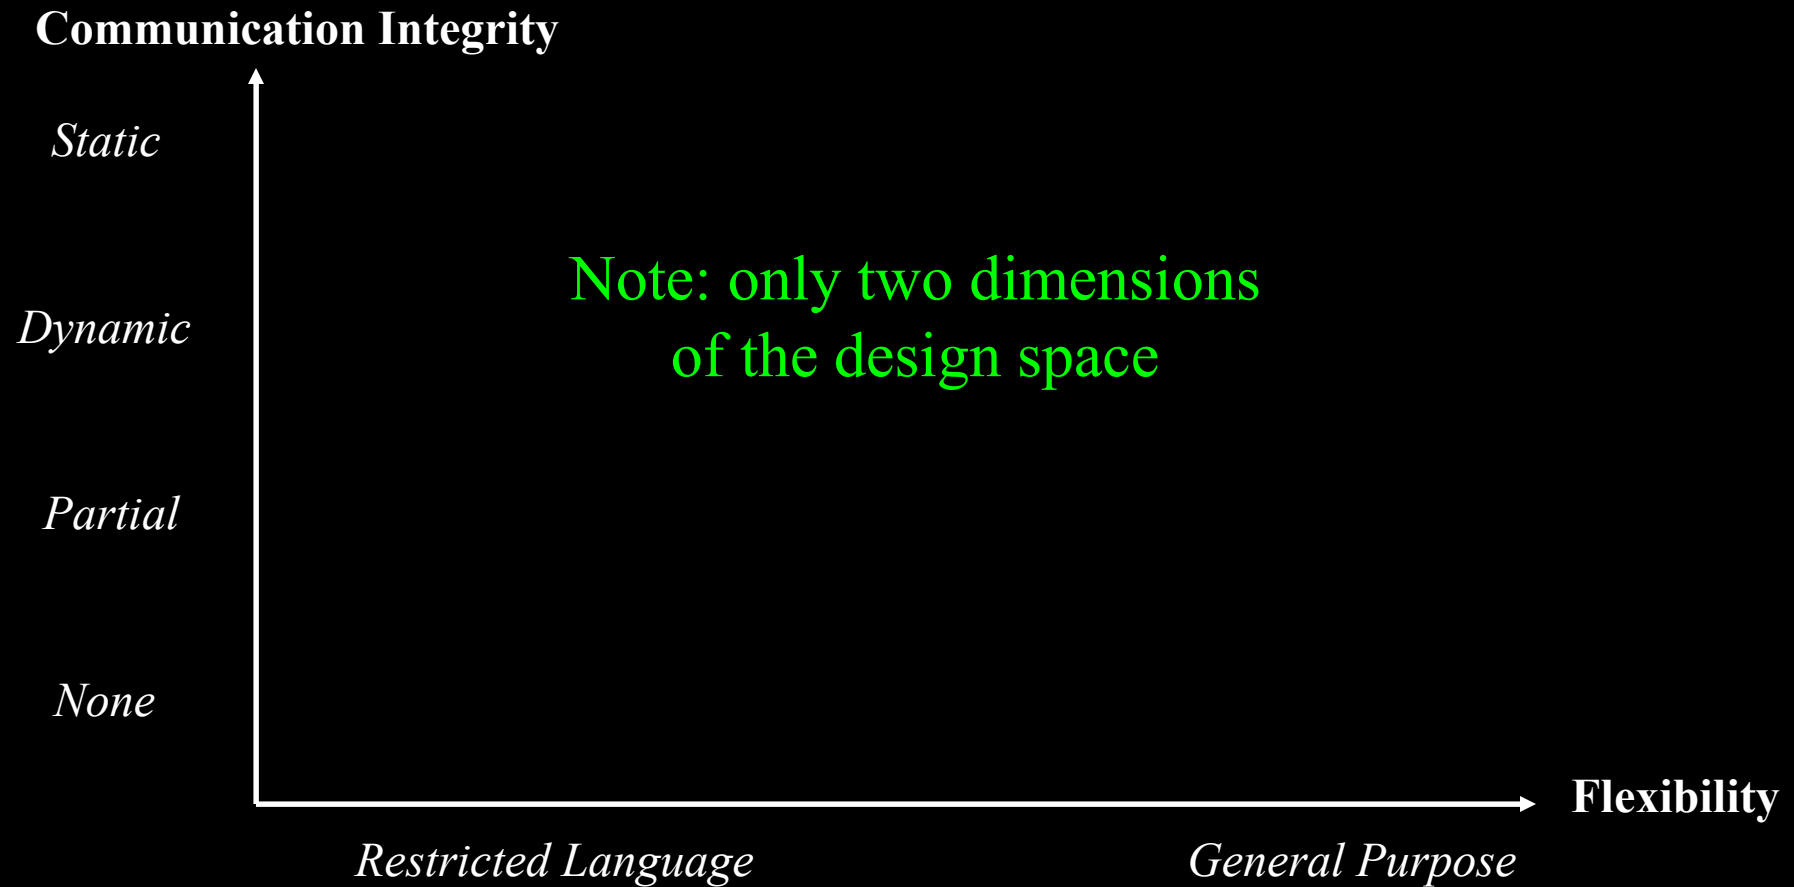 Communication Integrity
Static
Note: only two dimensions
of the design space
Dynamic
Partial
None
Flexibility
Restricted Language
General Purpose